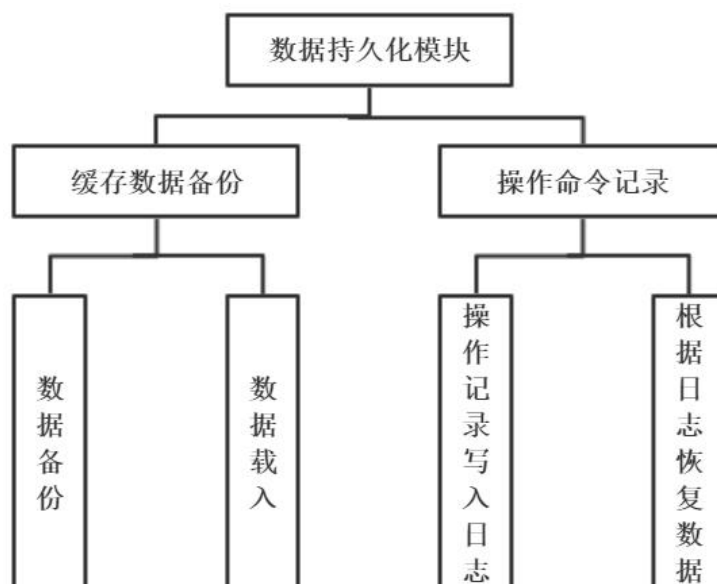 数据持久化模块
缓存数据备份
操作命令记录
数据备份
数据载入
操作记录写入日志
根据日志恢复数据